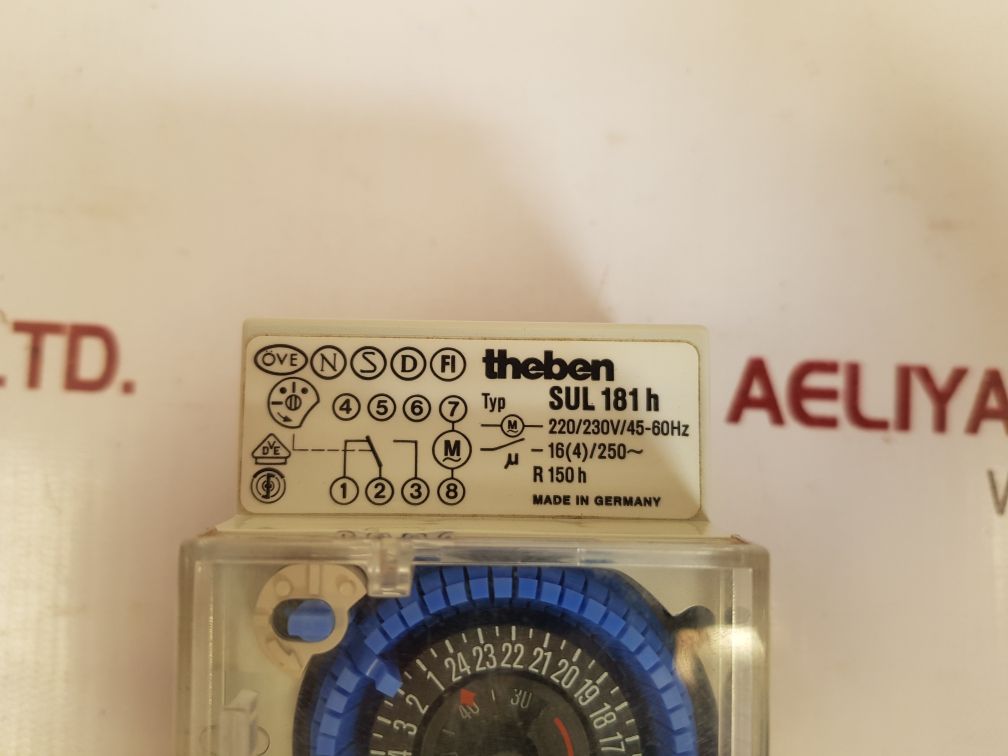 LTD.
AELIYA
ÖVE N S D FI theben
Typ SUL 181 h
4 5 6 7
M 220/230V/45-60Hz
DVE M µ 16(4)/250~
R 150 h
1 2 3 8
MADE IN GERMANY
3 2 1 24 23 22 21 20 19 18 17
30